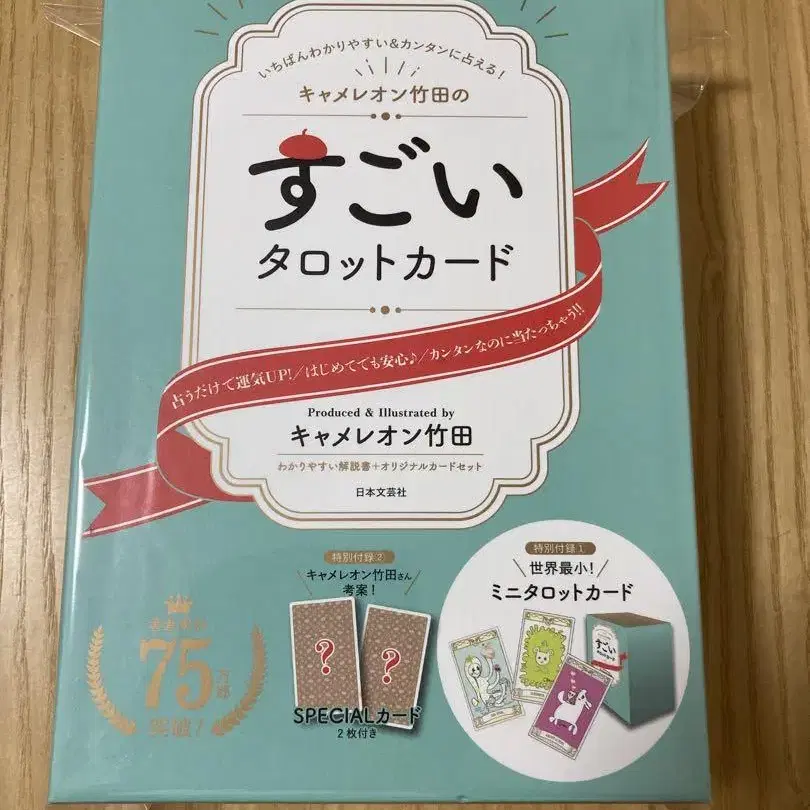 いちばんわかりやすい&カンタンに占える!
キャメレオン竹田の
すごい
タロットカード
占うだけで運気UP!/はじめてでも安心♪/カンタンなのに当たっちゃう!!
Produced & Illustrated by
キャメレオン竹田
わかりやすい解説書+オリジナルカードセット
日本文芸社
特別付録2
キャメレオン竹田さん
考案!
?
?
SPECIALカード
2枚付き
特別付録1
世界最小!
ミニタロットカード
すごい
75万部
突破!